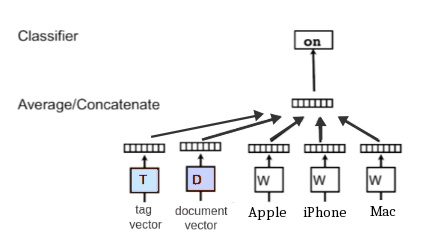 Classifier
on
Average/Concatenate
T
D
W
W
W
tag
vector
document
vector
Apple
iPhone
Mac